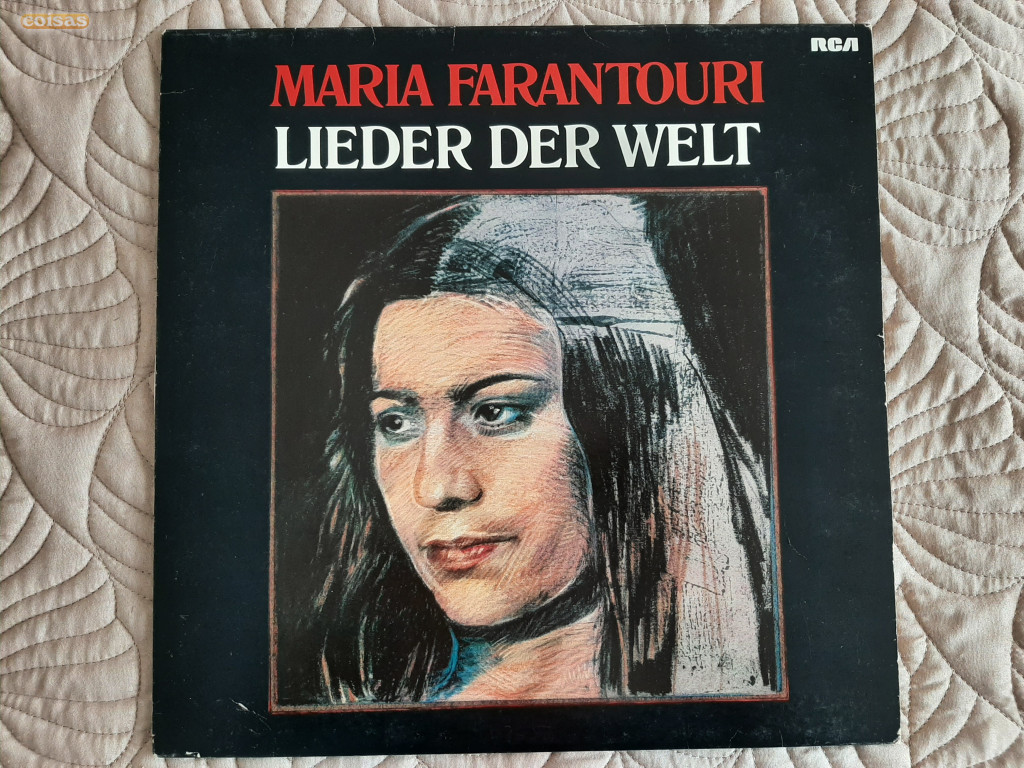 coisas
RCA
MARIA FARANTOURI
LIEDER DER WELT